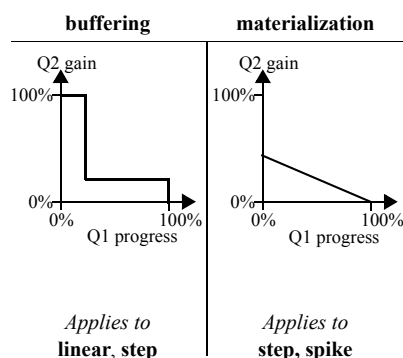 buffering
Q2 gain
100%
0%
0%
100%
Q1 progress
Applies to
linear, step
materialization
Q2 gain
100%
0%
0%
100%
Q1 progress
Applies to
step, spike